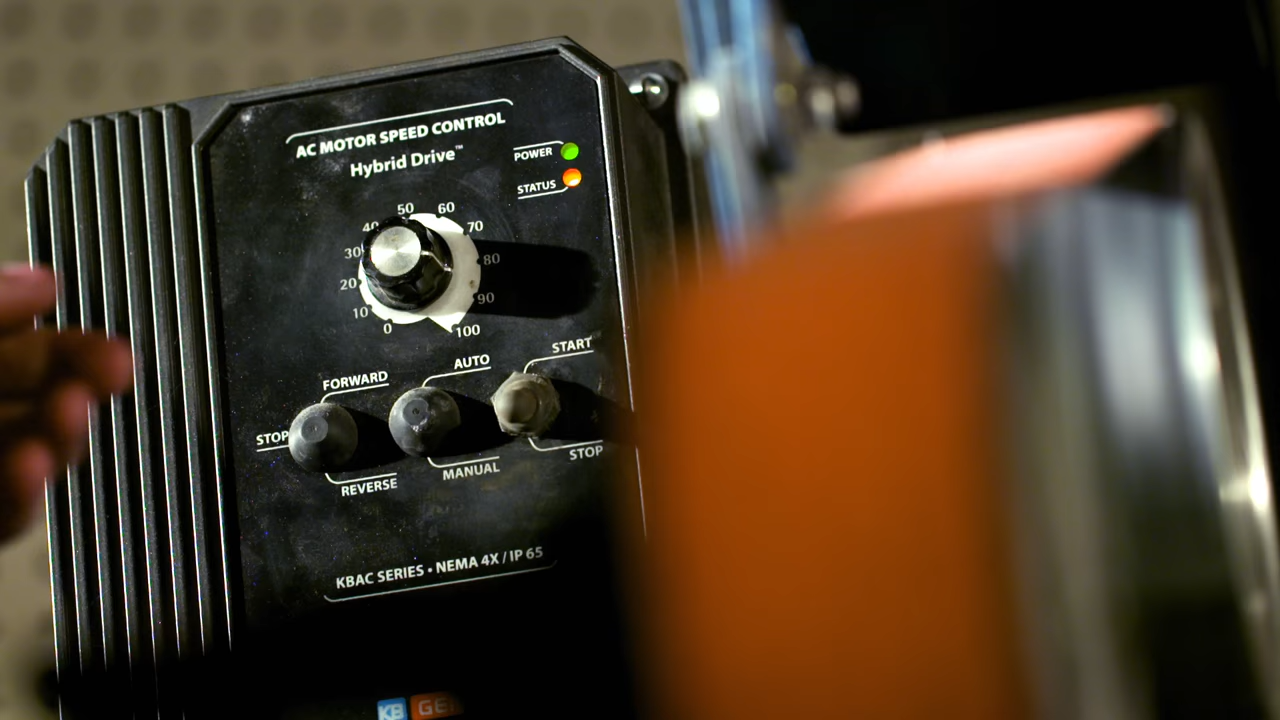 AC MOTOR SPEED CONTROL
Hybrid Drive™
POWER
STATUS
50 60
40 70
30 80
20 90
10
0 100
FORWARD AUTO START
STOP
REVERSE MANUAL STOP
KBAC SERIES • NEMA 4X / IP 65
KB